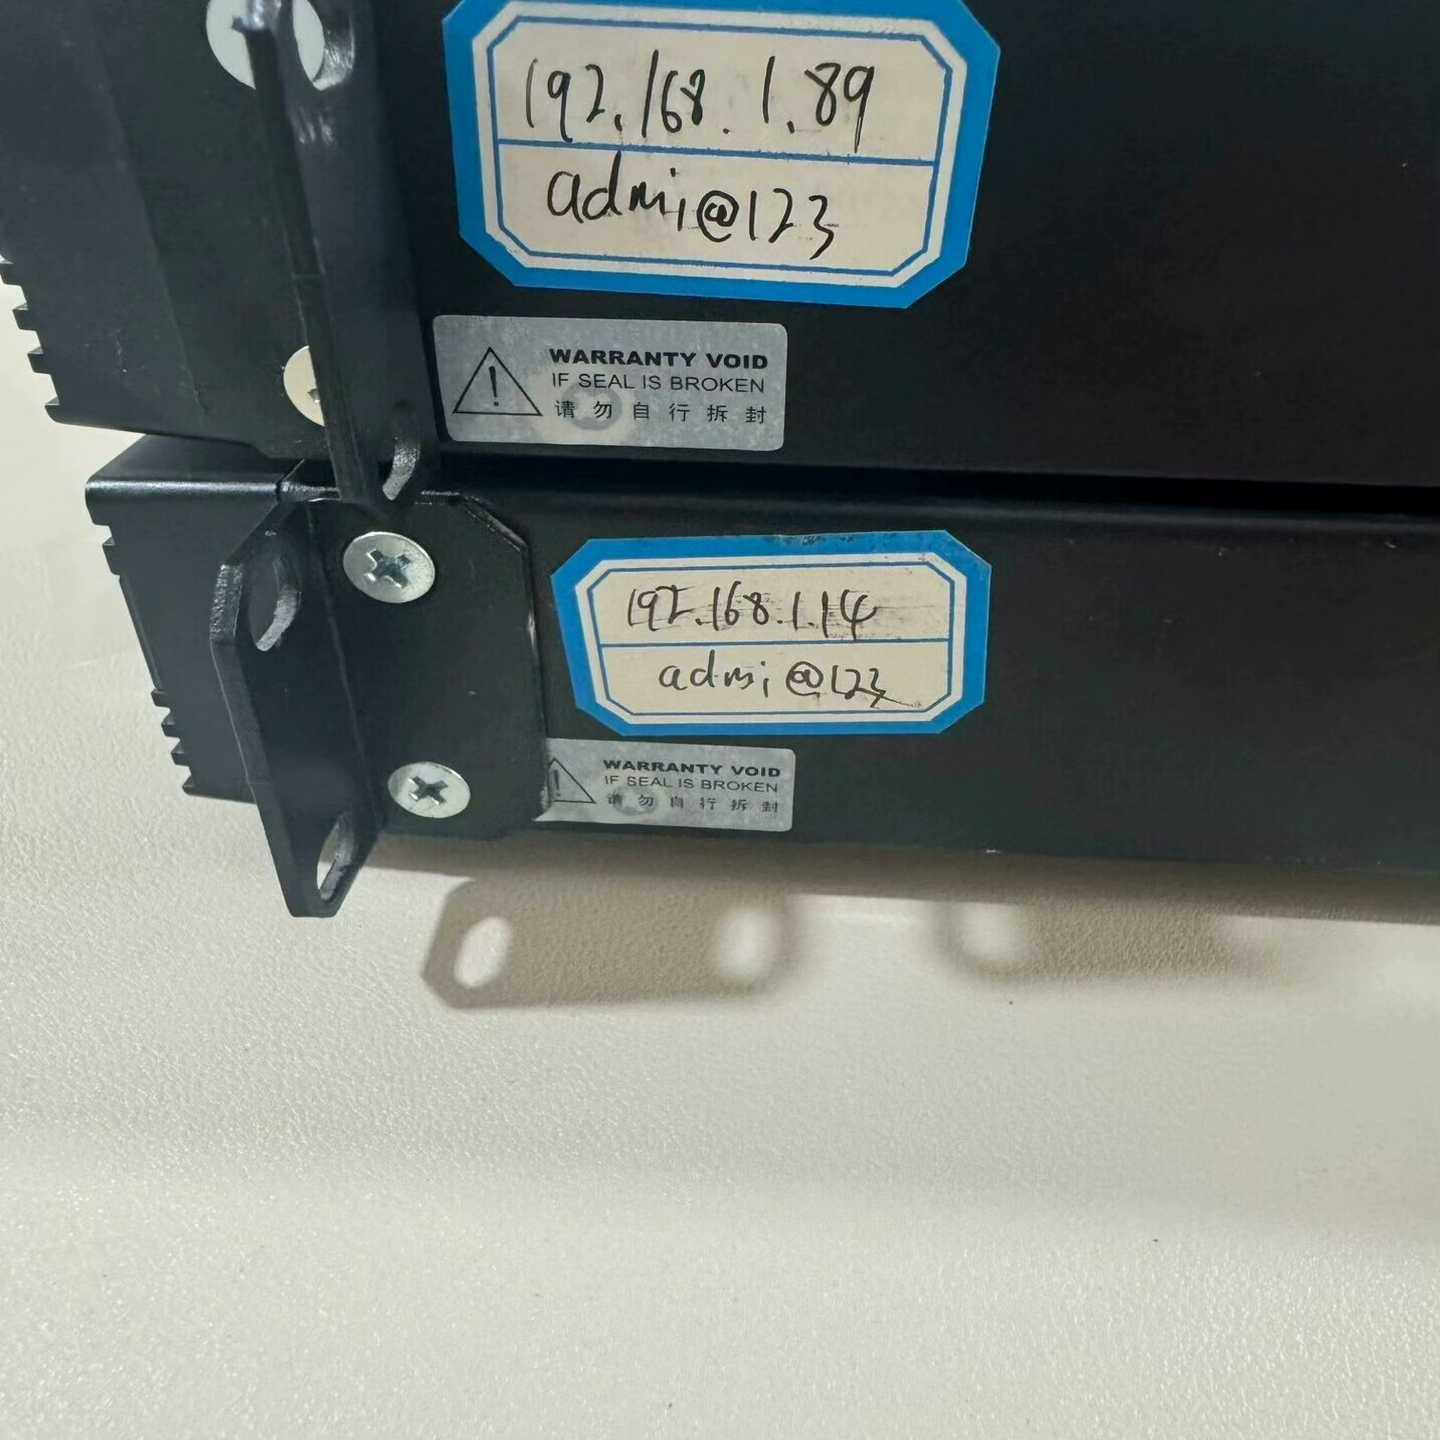 192.168.1.89
admi@123
WARRANTY VOID
IF SEAL IS BROKEN
请勿自行拆封
192.168.1.14
admi@123
WARRANTY VOID
IF SEAL IS BROKEN
请勿自行拆封